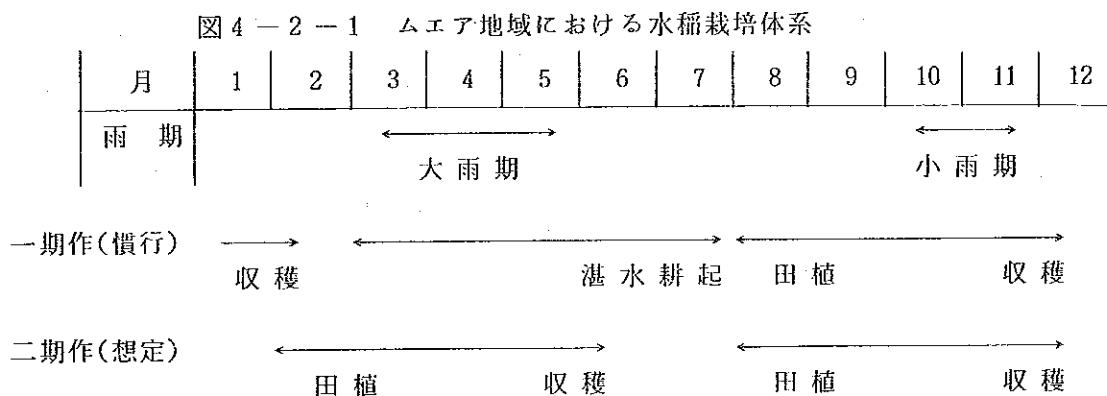 図4－2－1 ムエア地域における水稲栽培体系
月 1 2 3 4 5 6 7 8 9 10 11 12
雨期
大雨期 小雨期
一期作(慣行)
収穫 湛水耕起 田植 収穫
二期作(想定)
田植 収穫 田植 収穫